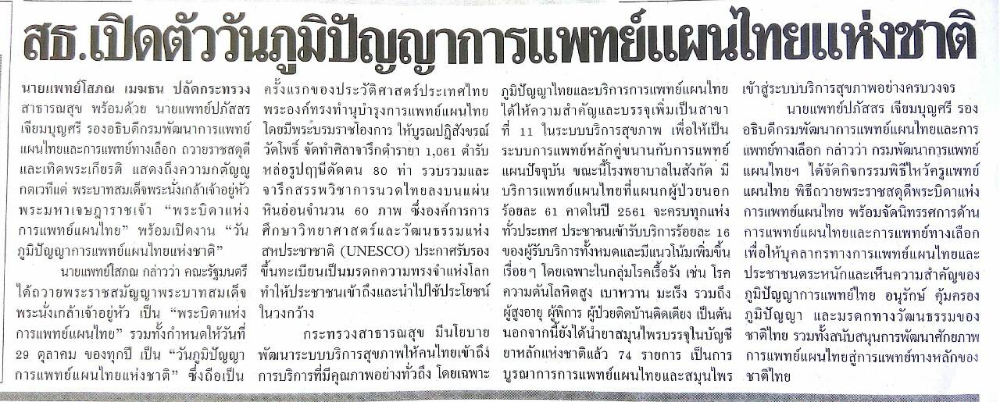 สธ.เปิดตัววันภูมิปัญญาการแพทย์แผนไทยแห่งชาติ
นายแพทย์โสภณ เมฆธน ปลัดกระทรวง
สาธารณสุข พร้อมด้วย นายแพทย์ปภัสสร
เจียมบุญศรี รองอธิบดีกรมพัฒนาการแพทย์
แผนไทยและการแพทย์ทางเลือก ถวายราชสดุดี
และเทิดพระเกียรติ แสดงถึงความกตัญญู
กตเวทีแด่ พระบาทสมเด็จพระนั่งเกล้าเจ้าอยู่หัว
พระมหาเจษฎาราชเจ้า “พระบิดาแห่ง
การแพทย์แผนไทย” พร้อมเปิดงาน “วัน
ภูมิปัญญาการแพทย์แผนไทยแห่งชาติ”
นายแพทย์โสภณ กล่าวว่า คณะรัฐมนตรี
ได้ถวายพระราชสมัญญาพระบาทสมเด็จ
พระนั่งเกล้าเจ้าอยู่หัว เป็น “พระบิดาแห่ง
การแพทย์แผนไทย” รวมทั้งกำหนดให้วันที่
29 ตุลาคม ของทุกปี เป็น “วันภูมิปัญญา
การแพทย์แผนไทยแห่งชาติ” ซึ่งถือเป็น
ครั้งแรกของประวัติศาสตร์ประเทศไทย
พระองค์ทรงทำนุบำรุงการแพทย์แผนไทย
โดยมีพระบรมราชโองการ ให้บูรณปฏิสังขรณ์
วัดโพธิ์ จัดทำศิลาจารึกตำรายา 1,061 ตำรับ
หล่อรูปฤาษีดัดตน 80 ท่า รวบรวมและ
จารึกสรรพวิชาการนวดไทยลงบนแผ่น
หินอ่อนจำนวน 60 ภาพ ซึ่งองค์การการ
ศึกษาวิทยาศาสตร์และวัฒนธรรมแห่ง
สหประชาชาติ (UNESCO) ประกาศรับรอง
ขึ้นทะเบียนเป็นมรดกความทรงจำแห่งโลก
ทำให้ประชาชนเข้าถึงและนำไปใช้ประโยชน์
ในวงกว้าง
กระทรวงสาธารณสุข มีนโยบาย
พัฒนาระบบบริการสุขภาพให้คนไทยเข้าถึง
การบริการที่มีคุณภาพอย่างทั่วถึง โดยเฉพาะ
ภูมิปัญญาไทยและบริการการแพทย์แผนไทย
ได้ให้ความสำคัญและบรรจุเพิ่มเป็นสาขา
ที่ 11 ในระบบบริการสุขภาพ เพื่อให้เป็น
ระบบการแพทย์หลักคู่ขนานกับการแพทย์
แผนปัจจุบัน ขณะนี้โรงพยาบาลในสังกัด มี
บริการแพทย์แผนไทยที่แผนกผู้ป่วยนอก
ร้อยละ 61 คาดในปี 2561 จะครบทุกแห่ง
ทั่วประเทศ ประชาชนเข้ารับบริการร้อยละ 16
ของผู้รับบริการทั้งหมดและมีแนวโน้มเพิ่มขึ้น
เรื่อยๆ โดยเฉพาะในกลุ่มโรคเรื้อรัง เช่น โรค
ความดันโลหิตสูง เบาหวาน มะเร็ง รวมถึง
ผู้สูงอายุ ผู้พิการ ผู้ป่วยติดบ้านติดเตียง เป็นต้น
นอกจากนี้ยังได้นำยาสมุนไพรบรรจุในบัญชี
ยาหลักแห่งชาติแล้ว 74 รายการ เป็นการ
บูรณาการการแพทย์แผนไทยและสมุนไพร
เข้าสู่ระบบบริการสุขภาพอย่างครบวงจร
นายแพทย์ปภัสสร เจียมบุญศรี รอง
อธิบดีกรมพัฒนาการแพทย์แผนไทยและการ
แพทย์ทางเลือก กล่าวว่า กรมพัฒนาการแพทย์
แผนไทยฯ ได้จัดกิจกรรมพิธีไหว้ครูแพทย์
แผนไทย พิธีถวายพระราชสดุดีพระบิดาแห่ง
การแพทย์แผนไทย พร้อมจัดนิทรรศการด้าน
การแพทย์แผนไทยและการแพทย์ทางเลือก
เพื่อให้บุคลากรทางการแพทย์แผนไทยและ
ประชาชนตระหนักและเห็นความสำคัญของ
ภูมิปัญญาการแพทย์ไทย อนุรักษ์ คุ้มครอง
ภูมิปัญญา และมรดกทางวัฒนธรรมของ
ชาติไทย รวมทั้งสนับสนุนการพัฒนาศักยภาพ
การแพทย์แผนไทยสู่การแพทย์ทางหลักของ
ชาติไทย